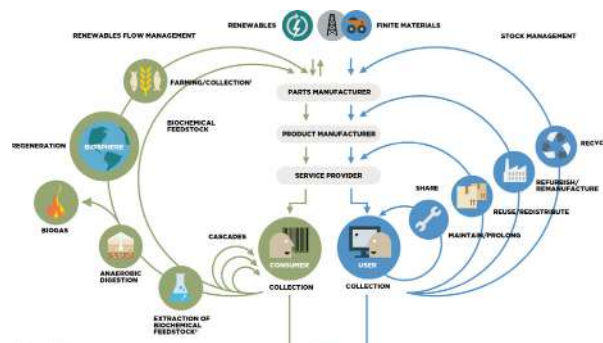 RENEWABLES
FINITE MATERIALS
RENEWABLES FLOW MANAGEMENT
STOCK MANAGEMENT
FARMING/COLLECTION¹
PARTS MANUFACTURER
BIOCHEMICAL
FEEDSTOCK
PRODUCT MANUFACTURER
REGENERATION
BIOSPHERE
RECYC
SERVICE PROVIDER
REFURBISH/
REMANUFACTURE
SHARE
REUSE/REDISTRIBUTE
BIOGAS
CASCADES
MAINTAIN/PROLONG
CONSUMER
USER
ANAEROBIC
DIGESTION
COLLECTION
COLLECTION
EXTRACTION OF
BIOCHEMICAL
FEEDSTOCK²